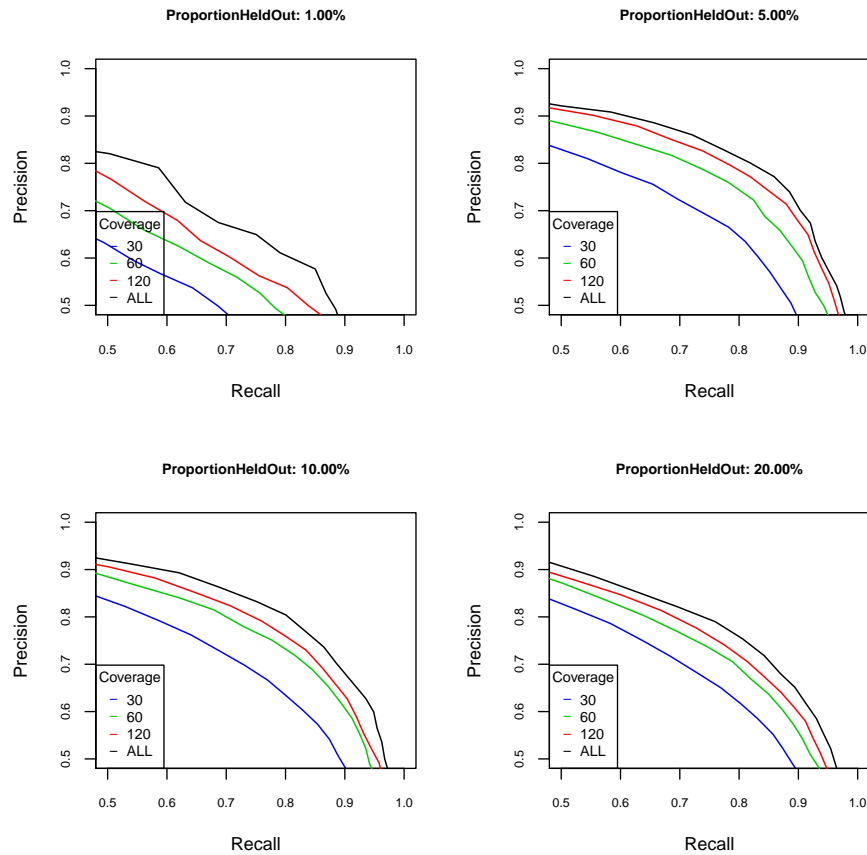 ProportionHeldOut: 1.00%
Precision
1.0
0.9
0.8
0.7
0.6
0.5
Coverage
30
60
120
ALL
0.5 0.6 0.7 0.8 0.9 1.0
Recall
ProportionHeldOut: 5.00%
Precision
1.0
0.9
0.8
0.7
0.6
0.5
Coverage
30
60
120
ALL
0.5 0.6 0.7 0.8 0.9 1.0
Recall
ProportionHeldOut: 10.00%
Precision
1.0
0.9
0.8
0.7
0.6
0.5
Coverage
30
60
120
ALL
0.5 0.6 0.7 0.8 0.9 1.0
Recall
ProportionHeldOut: 20.00%
Precision
1.0
0.9
0.8
0.7
0.6
0.5
Coverage
30
60
120
ALL
0.5 0.6 0.7 0.8 0.9 1.0
Recall